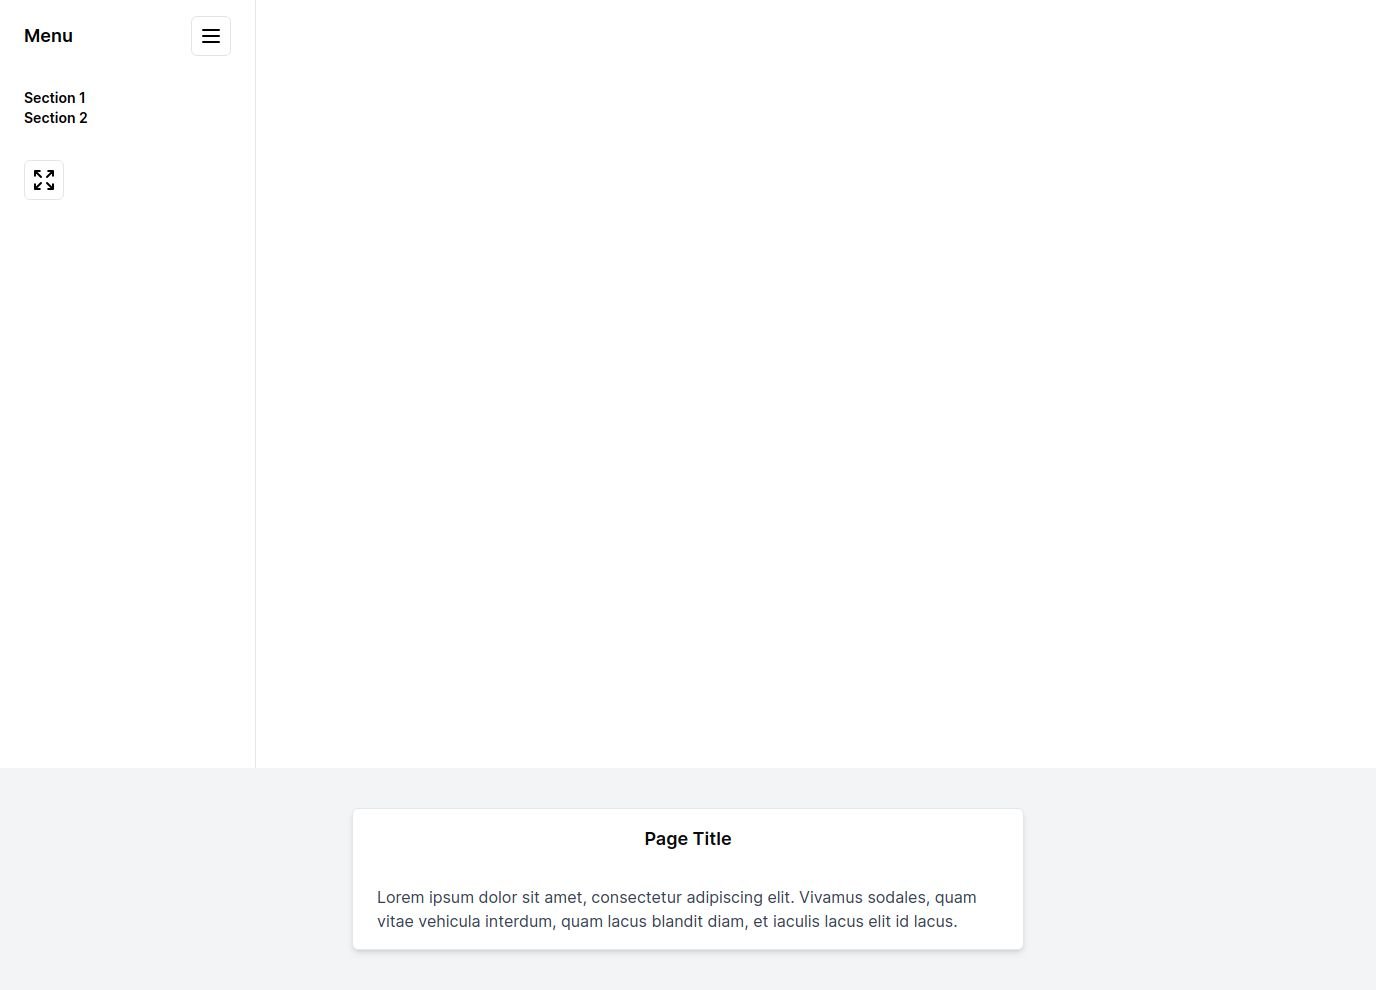 Menu
Section 1
Section 2
Page Title
Lorem ipsum dolor sit amet, consectetur adipiscing elit. Vivamus sodales, quam
vitae vehicula interdum, quam lacus blandit diam, et iaculis lacus elit id lacus.